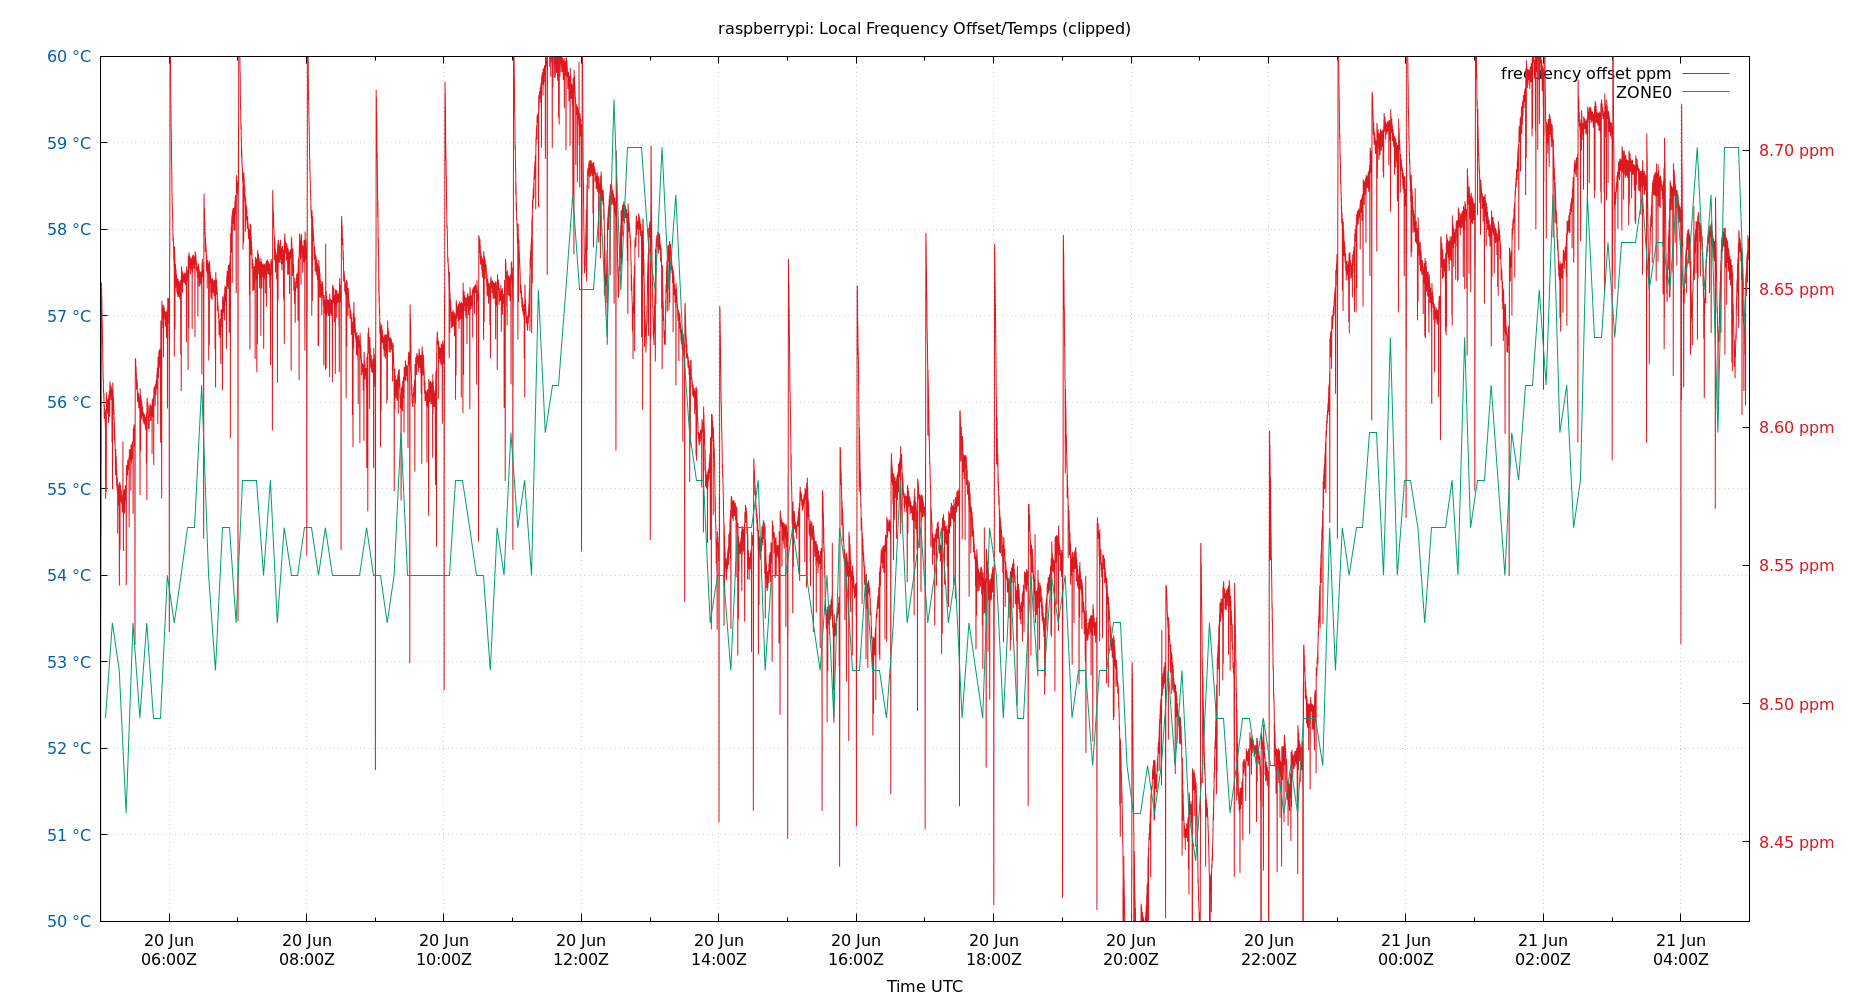 raspberrypi: Local Frequency Offset/Temps (clipped)
60 °C
59 °C
58 °C
57 °C
56 °C
55 °C
54 °C
53 °C
52 °C
51 °C
50 °C
frequency offset ppm
ZONE0
8.70 ppm
8.65 ppm
8.60 ppm
8.55 ppm
8.50 ppm
8.45 ppm
20 Jun
06:00Z
20 Jun
08:00Z
20 Jun
10:00Z
20 Jun
12:00Z
20 Jun
14:00Z
20 Jun
16:00Z
20 Jun
18:00Z
20 Jun
20:00Z
20 Jun
22:00Z
21 Jun
00:00Z
21 Jun
02:00Z
21 Jun
04:00Z
Time UTC